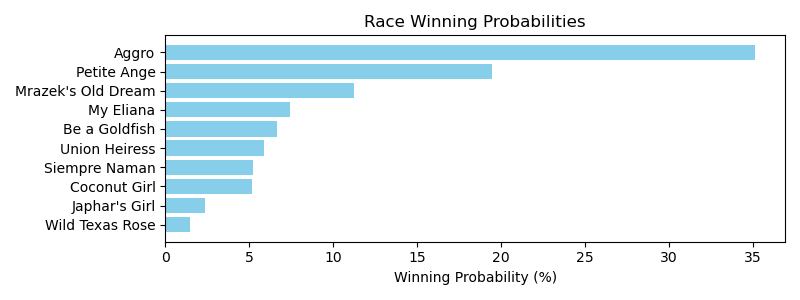 Race Winning Probabilities
Aggro
Petite Ange
Mrazek's Old Dream
My Eliana
Be a Goldfish
Union Heiress
Siempre Naman
Coconut Girl
Japhar's Girl
Wild Texas Rose
0 5 10 15 20 25 30 35
Winning Probability (%)